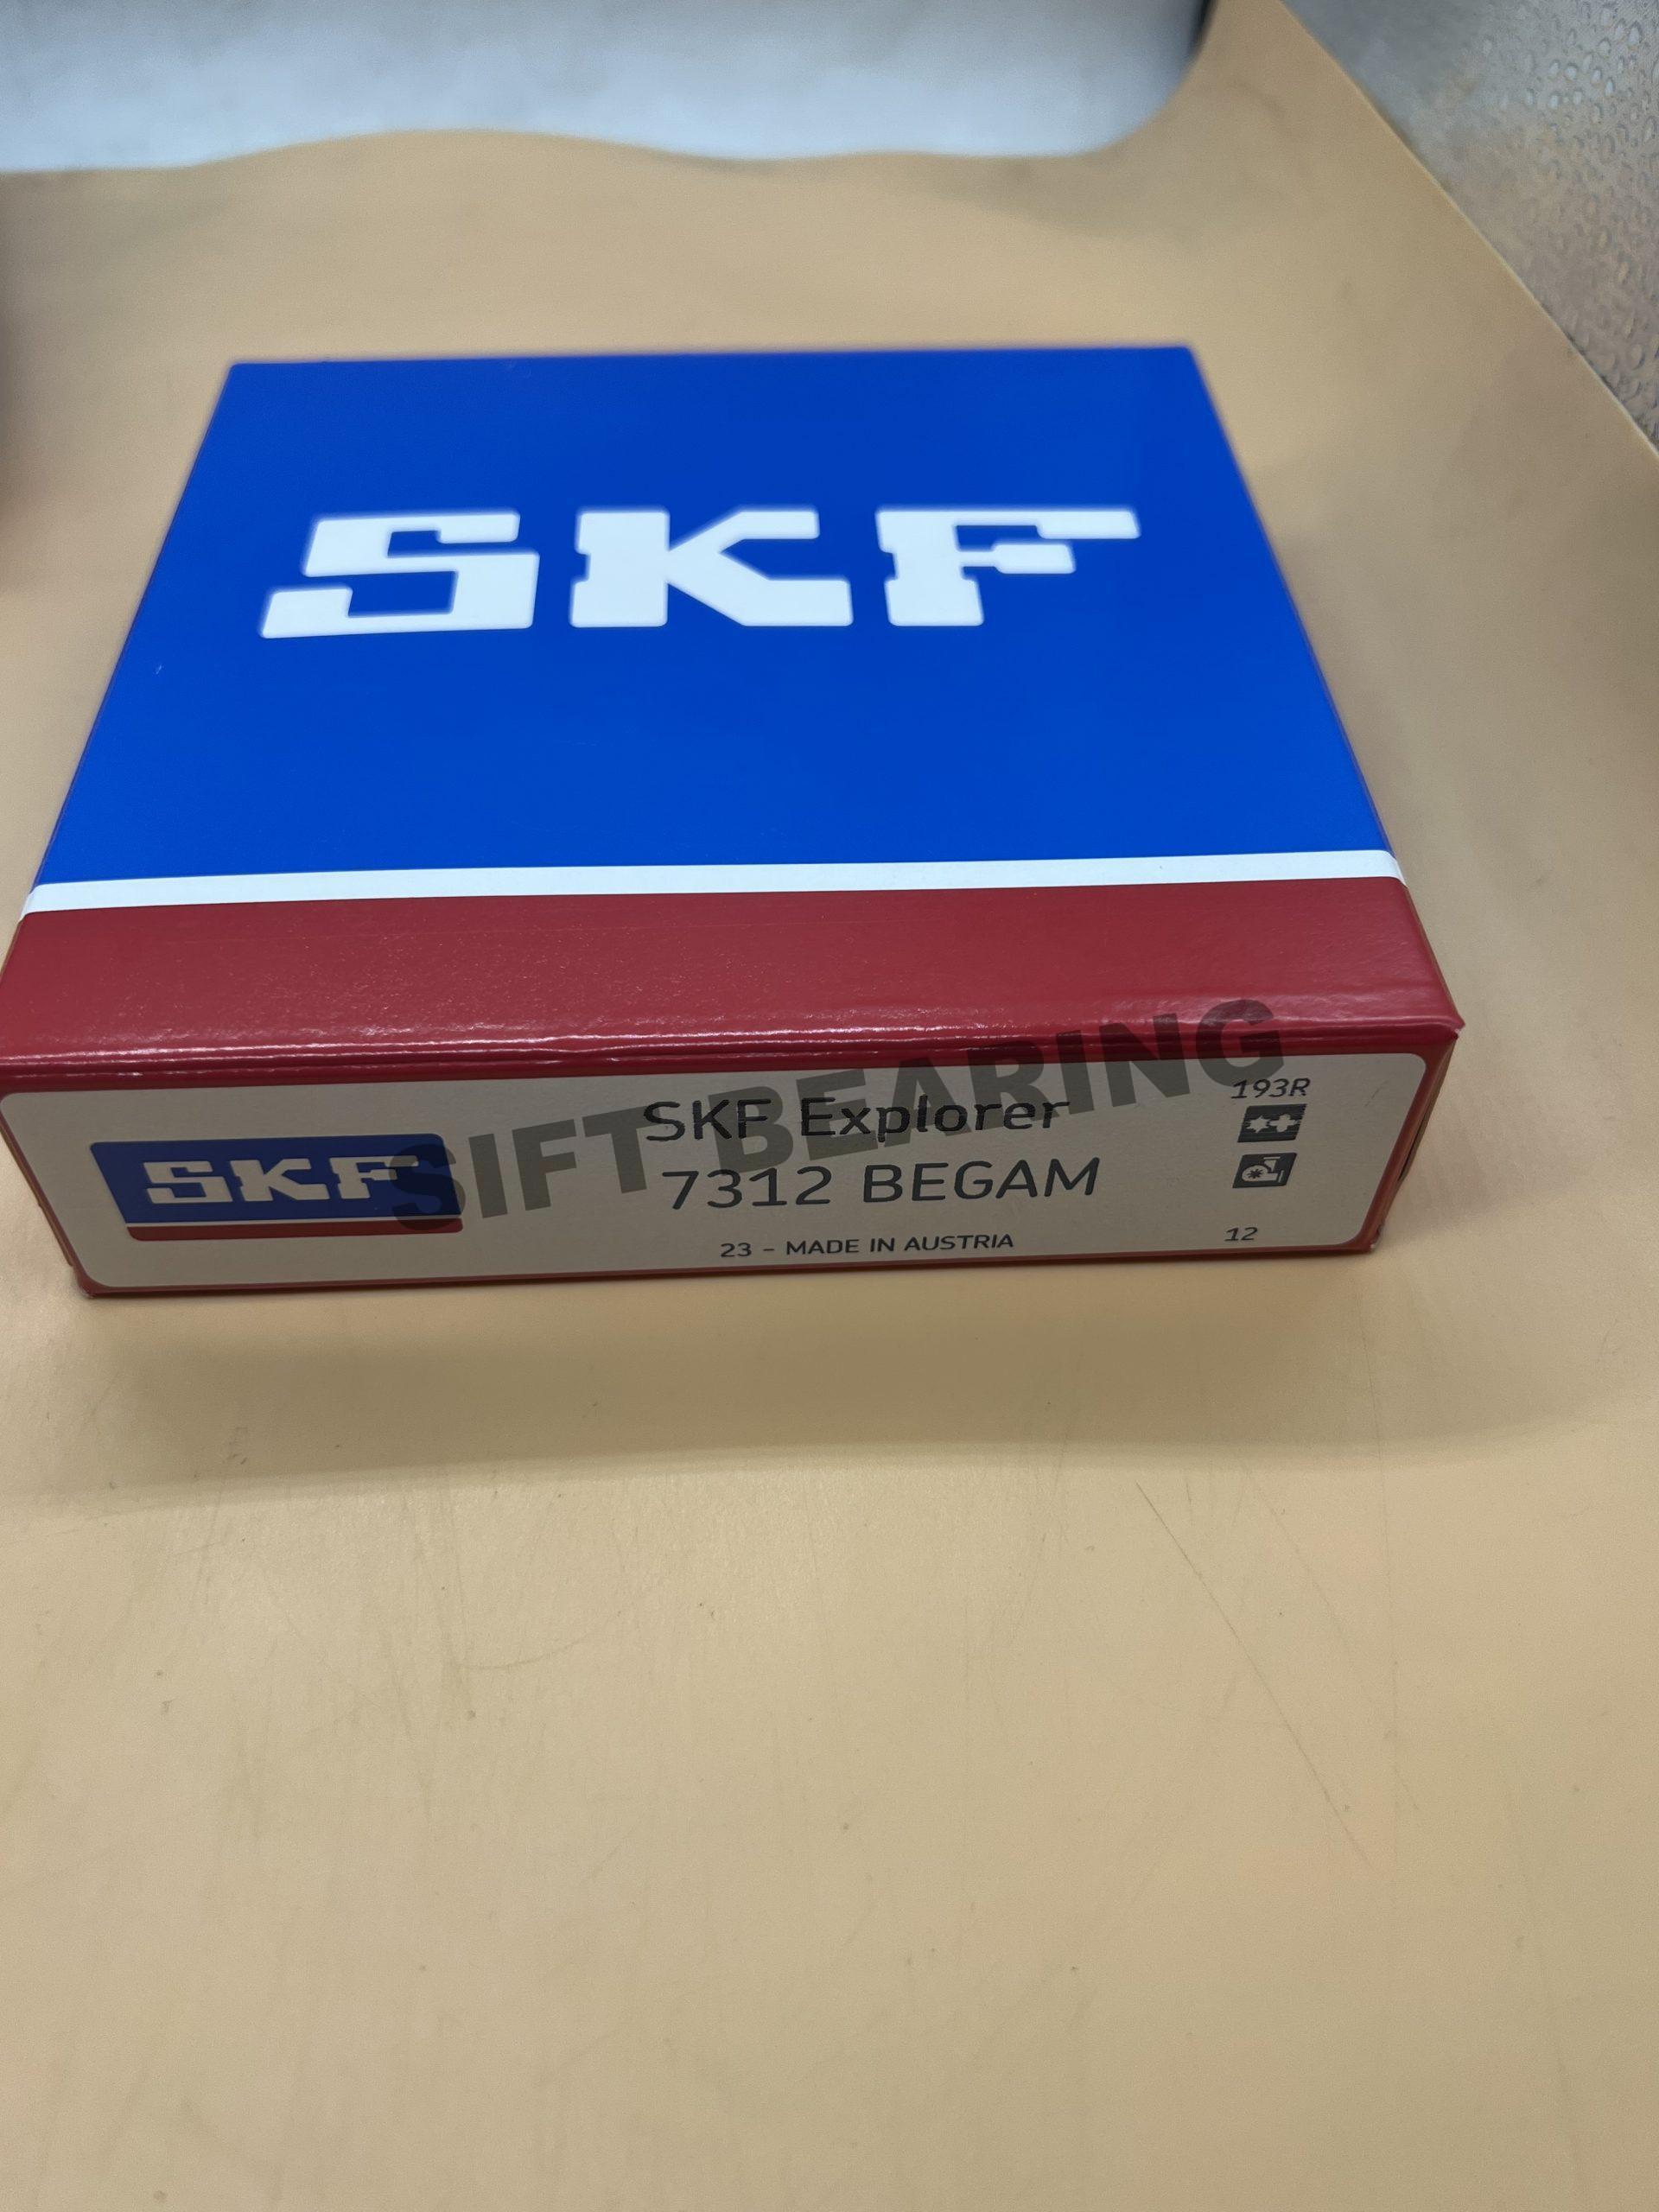 SKF
SIFT BEARING
SKF
SKF Explorer
7312 BEGAM
23 - MADE IN AUSTRIA
193R
12